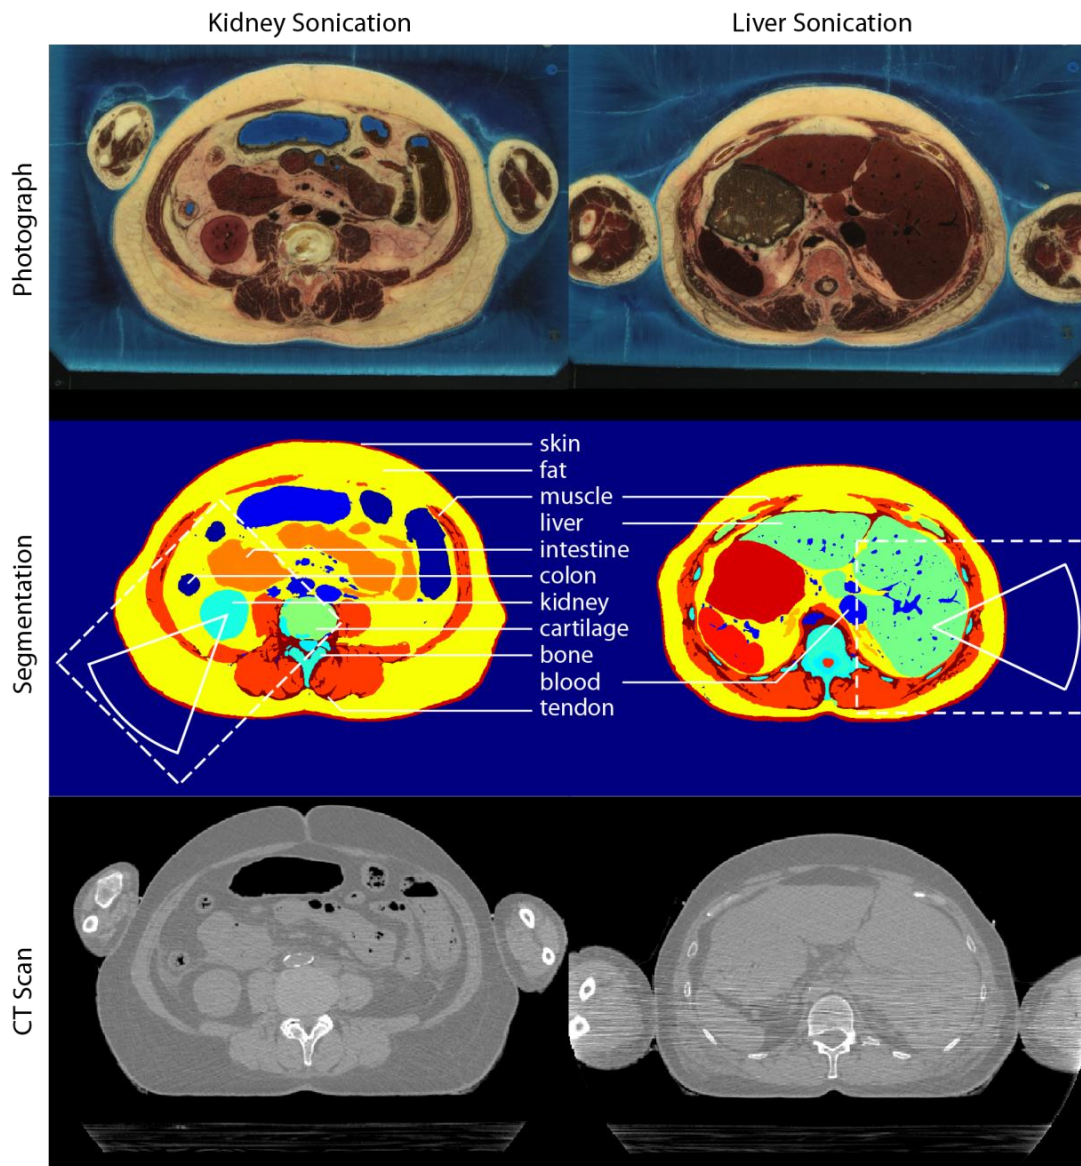 Kidney Sonication
Liver Sonication
Photograph
Segmentation
CT Scan
skin
fat
muscle
liver
intestine
colon
kidney
cartilage
bone
blood
tendon